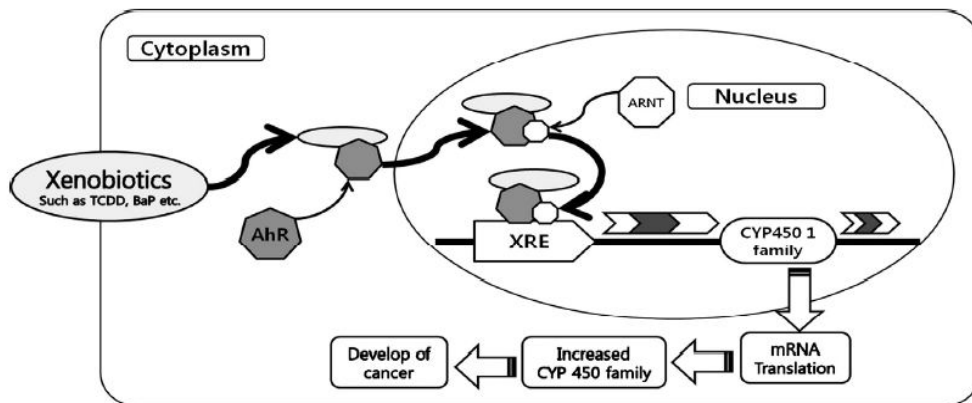 Cytoplasm
Nucleus
ARNT
Xenobiotics
Such as TCDD, BaP etc.
AhR
XRE
CYP450 1
family
mRNA
Translation
Increased
CYP 450 family
Develop of
cancer